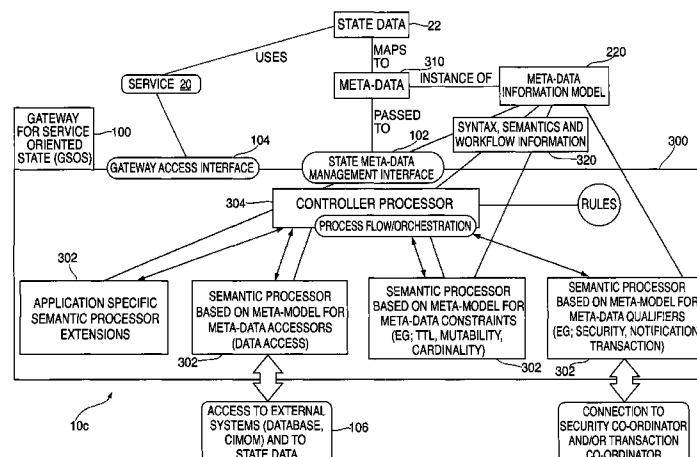 STATE DATA
22
USES
MAPS
TO
310
220
META-DATA
INSTANCE OF
META-DATA
INFORMATION MODEL
SERVICE 20
PASSED
TO
GATEWAY
FOR SERVICE
ORIENTED
STATE (GSOS)
100
104
102
SYNTAX, SEMANTICS AND
WORKFLOW INFORMATION
320
300
GATEWAY ACCESS INTERFACE
STATE META-DATA
MANAGEMENT INTERFACE
304
CONTROLLER PROCESSOR
RULES
PROCESS FLOW/ORCHESTRATION
302
APPLICATION SPECIFIC
SEMANTIC PROCESSOR
EXTENSIONS
SEMANTIC PROCESSOR
BASED ON META-MODEL FOR
META-DATA ACCESSORS
(DATA ACCESS)
302
SEMANTIC PROCESSOR
BASED ON META-MODEL FOR
META-DATA CONSTRAINTS
(EG; TTL, MUTABILITY,
CARDINALITY)
302
SEMANTIC PROCESSOR
BASED ON META-MODEL FOR
META-DATA QUALIFIERS
(EG; SECURITY, NOTIFICATION
TRANSACTION)
302
10c
ACCESS TO EXTERNAL
SYSTEMS (DATABASE,
CIMOM) AND TO
STATE DATA
106
CONNECTION TO
SECURITY CO-ORDINATOR
AND/OR TRANSACTION
CO-ORDINATOR